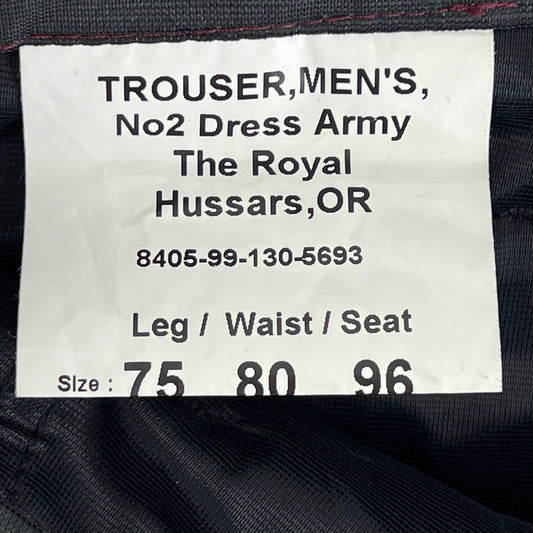 TROUSER,MEN'S,
No2 Dress Army
The Royal
Hussars,OR
8405-99-130-5693
Leg / Waist / Seat
Size : 75 80 96